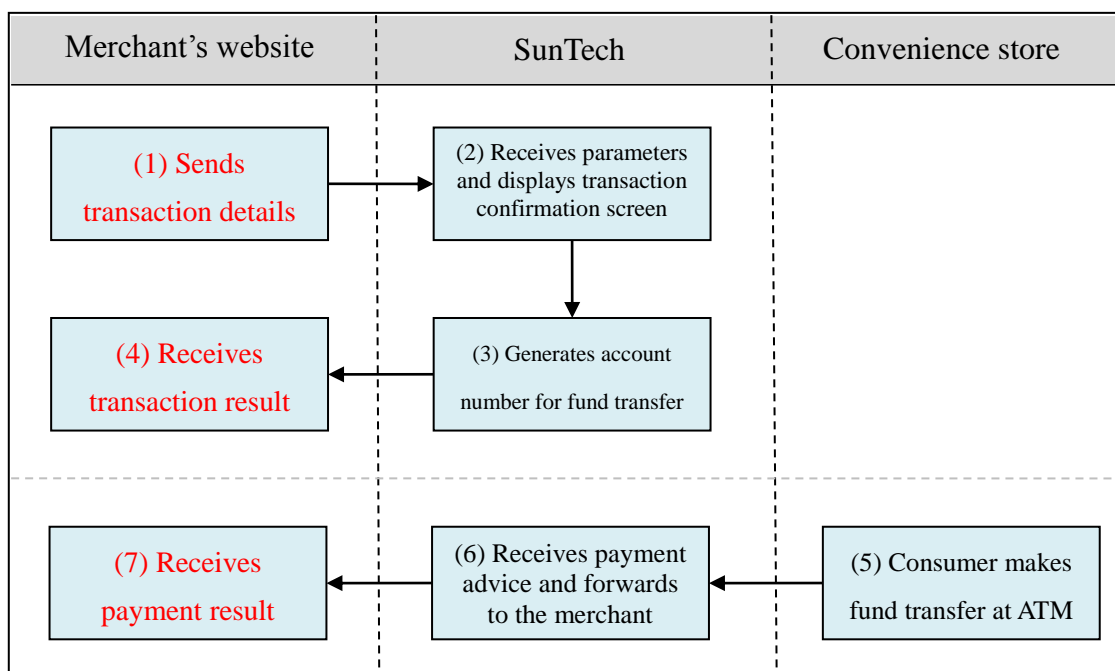 Merchant's website
SunTech
Convenience store
(1) Sends
transaction details
(2) Receives parameters
and displays transaction
confirmation screen
(4) Receives
transaction result
(3) Generates account
number for fund transfer
(7) Receives
payment result
(6) Receives payment
advice and forwards
to the merchant
(5) Consumer makes
fund transfer at ATM